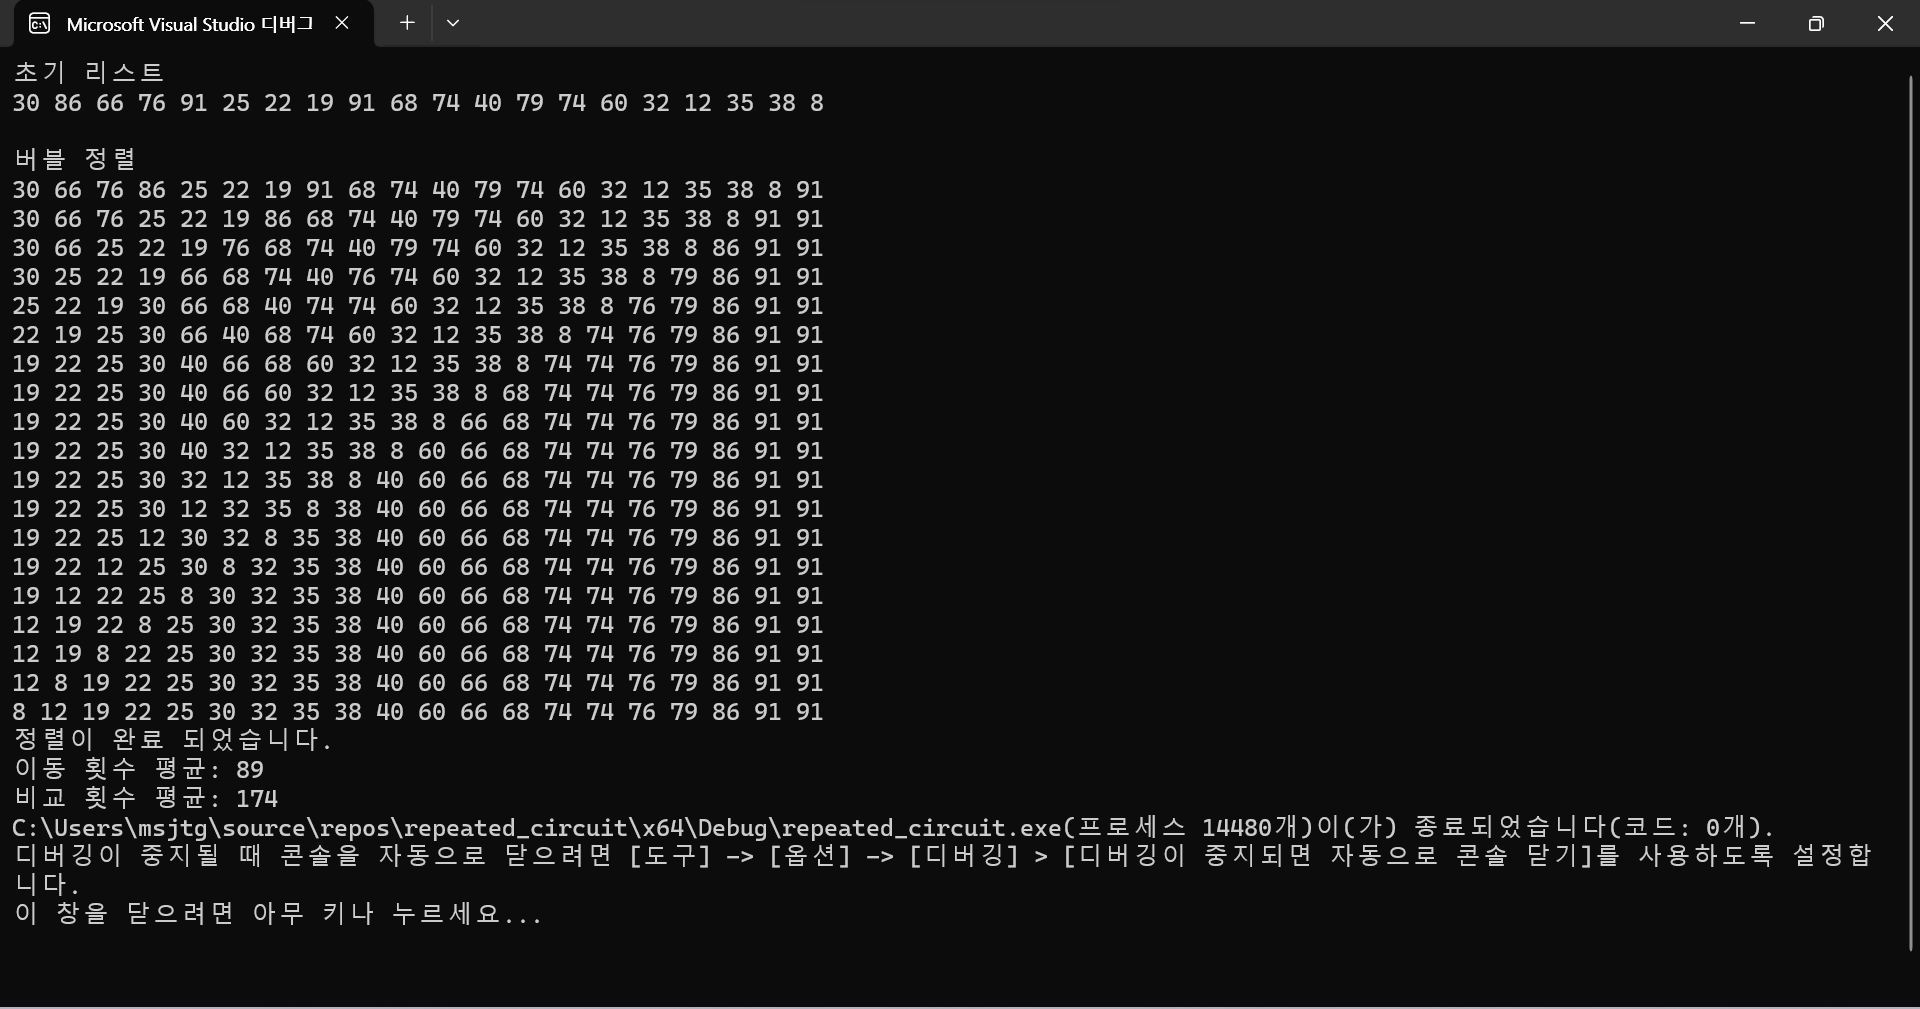 Microsoft Visual Studio 디버그
초기 리스트
30 86 66 76 91 25 22 19 91 68 74 40 79 74 60 32 12 35 38 8
버블 정렬
30 66 76 86 25 22 19 91 68 74 40 79 74 60 32 12 35 38 8 91
30 66 76 25 22 19 86 68 74 40 79 74 60 32 12 35 38 8 91 91
30 66 25 22 19 76 68 74 40 79 74 60 32 12 35 38 8 86 91 91
30 25 22 19 66 68 74 40 76 74 60 32 12 35 38 8 79 86 91 91
25 22 19 30 66 68 40 74 74 60 32 12 35 38 8 76 79 86 91 91
22 19 25 30 66 40 68 74 60 32 12 35 38 8 74 76 79 86 91 91
19 22 25 30 40 66 68 60 32 12 35 38 8 74 74 76 79 86 91 91
19 22 25 30 40 66 60 32 12 35 38 8 68 74 74 76 79 86 91 91
19 22 25 30 40 60 32 12 35 38 8 66 68 74 74 76 79 86 91 91
19 22 25 30 40 32 12 35 38 8 60 66 68 74 74 76 79 86 91 91
19 22 25 30 32 12 35 38 8 40 60 66 68 74 74 76 79 86 91 91
19 22 25 30 12 32 35 8 38 40 60 66 68 74 74 76 79 86 91 91
19 22 25 12 30 32 8 35 38 40 60 66 68 74 74 76 79 86 91 91
19 22 12 25 30 8 32 35 38 40 60 66 68 74 74 76 79 86 91 91
19 12 22 25 8 30 32 35 38 40 60 66 68 74 74 76 79 86 91 91
12 19 22 8 25 30 32 35 38 40 60 66 68 74 74 76 79 86 91 91
12 19 8 22 25 30 32 35 38 40 60 66 68 74 74 76 79 86 91 91
12 8 19 22 25 30 32 35 38 40 60 66 68 74 74 76 79 86 91 91
8 12 19 22 25 30 32 35 38 40 60 66 68 74 74 76 79 86 91 91
정렬이 완료 되었습니다.
이동 횟수 평균: 89
비교 횟수 평균: 174
C:\Users\msjtg\source\repos\repeated_circuit\x64\Debug\repeated_circuit.exe(프로세스 14480개)이(가) 종료되었습니다(코드: 0개).
디버깅이 중지될 때 콘솔을 자동으로 닫으려면 [도구] -> [옵션] -> [디버깅] > [디버깅이 중지되면 자동으로 콘솔 닫기]를 사용하도록 설정합
니다.
이 창을 닫으려면 아무 키나 누르세요...